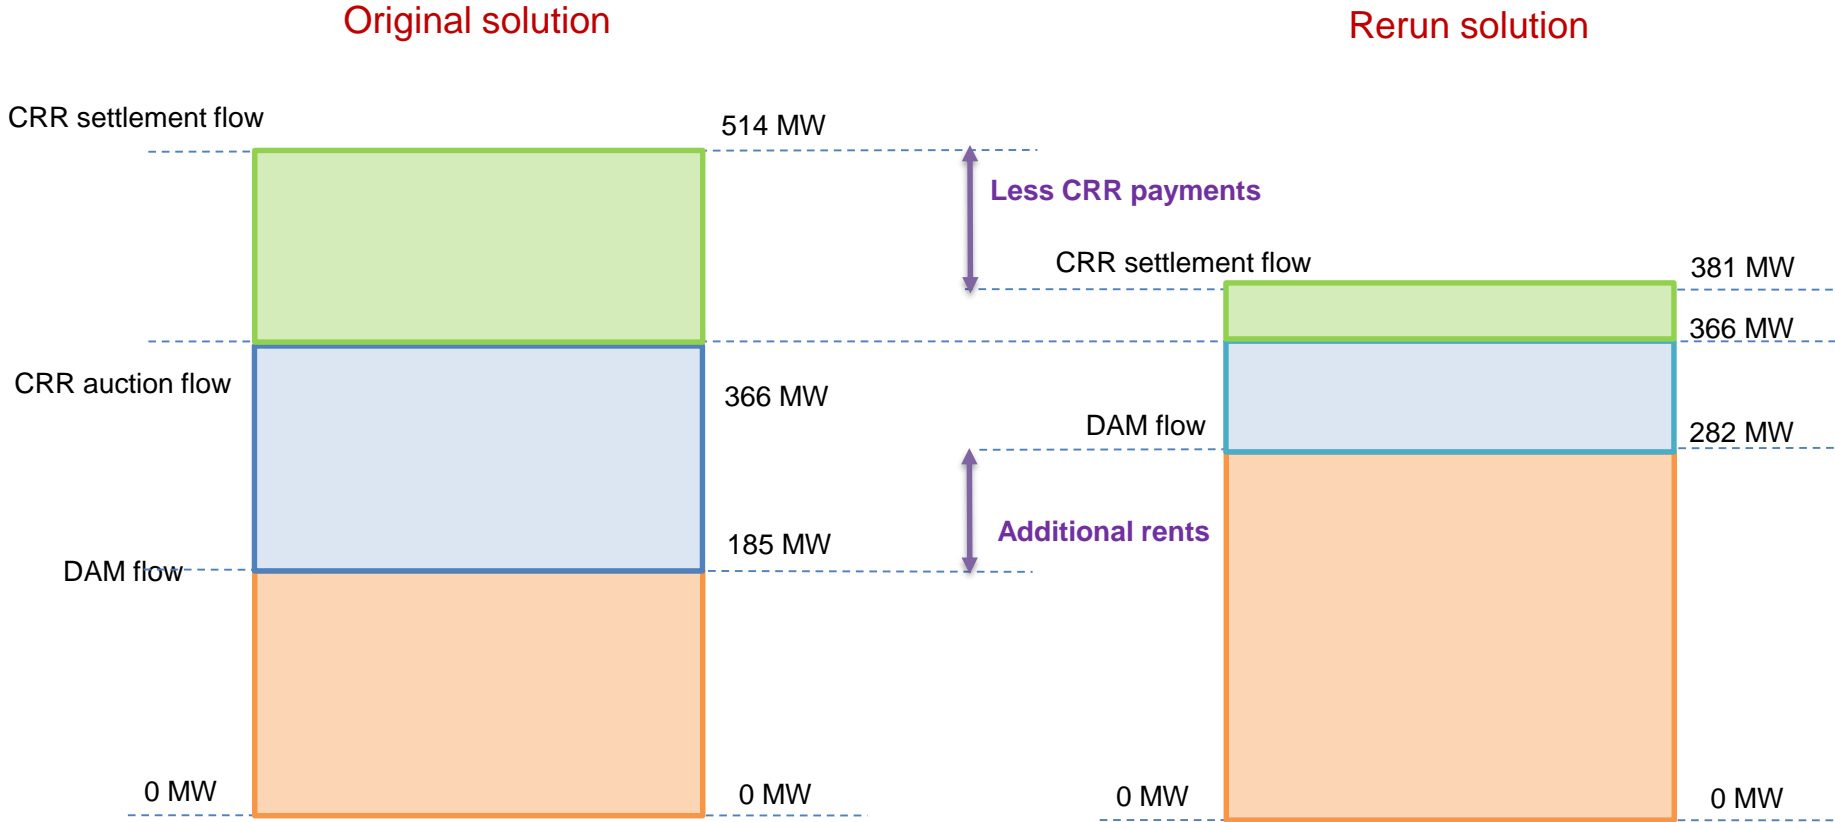 Original solution
Rerun solution
CRR settlement flow
514 MW
Less CRR payments
CRR settlement flow
381 MW
366 MW
CRR auction flow
366 MW
DAM flow
282 MW
Additional rents
185 MW
DAM flow
0 MW
0 MW
0 MW
0 MW